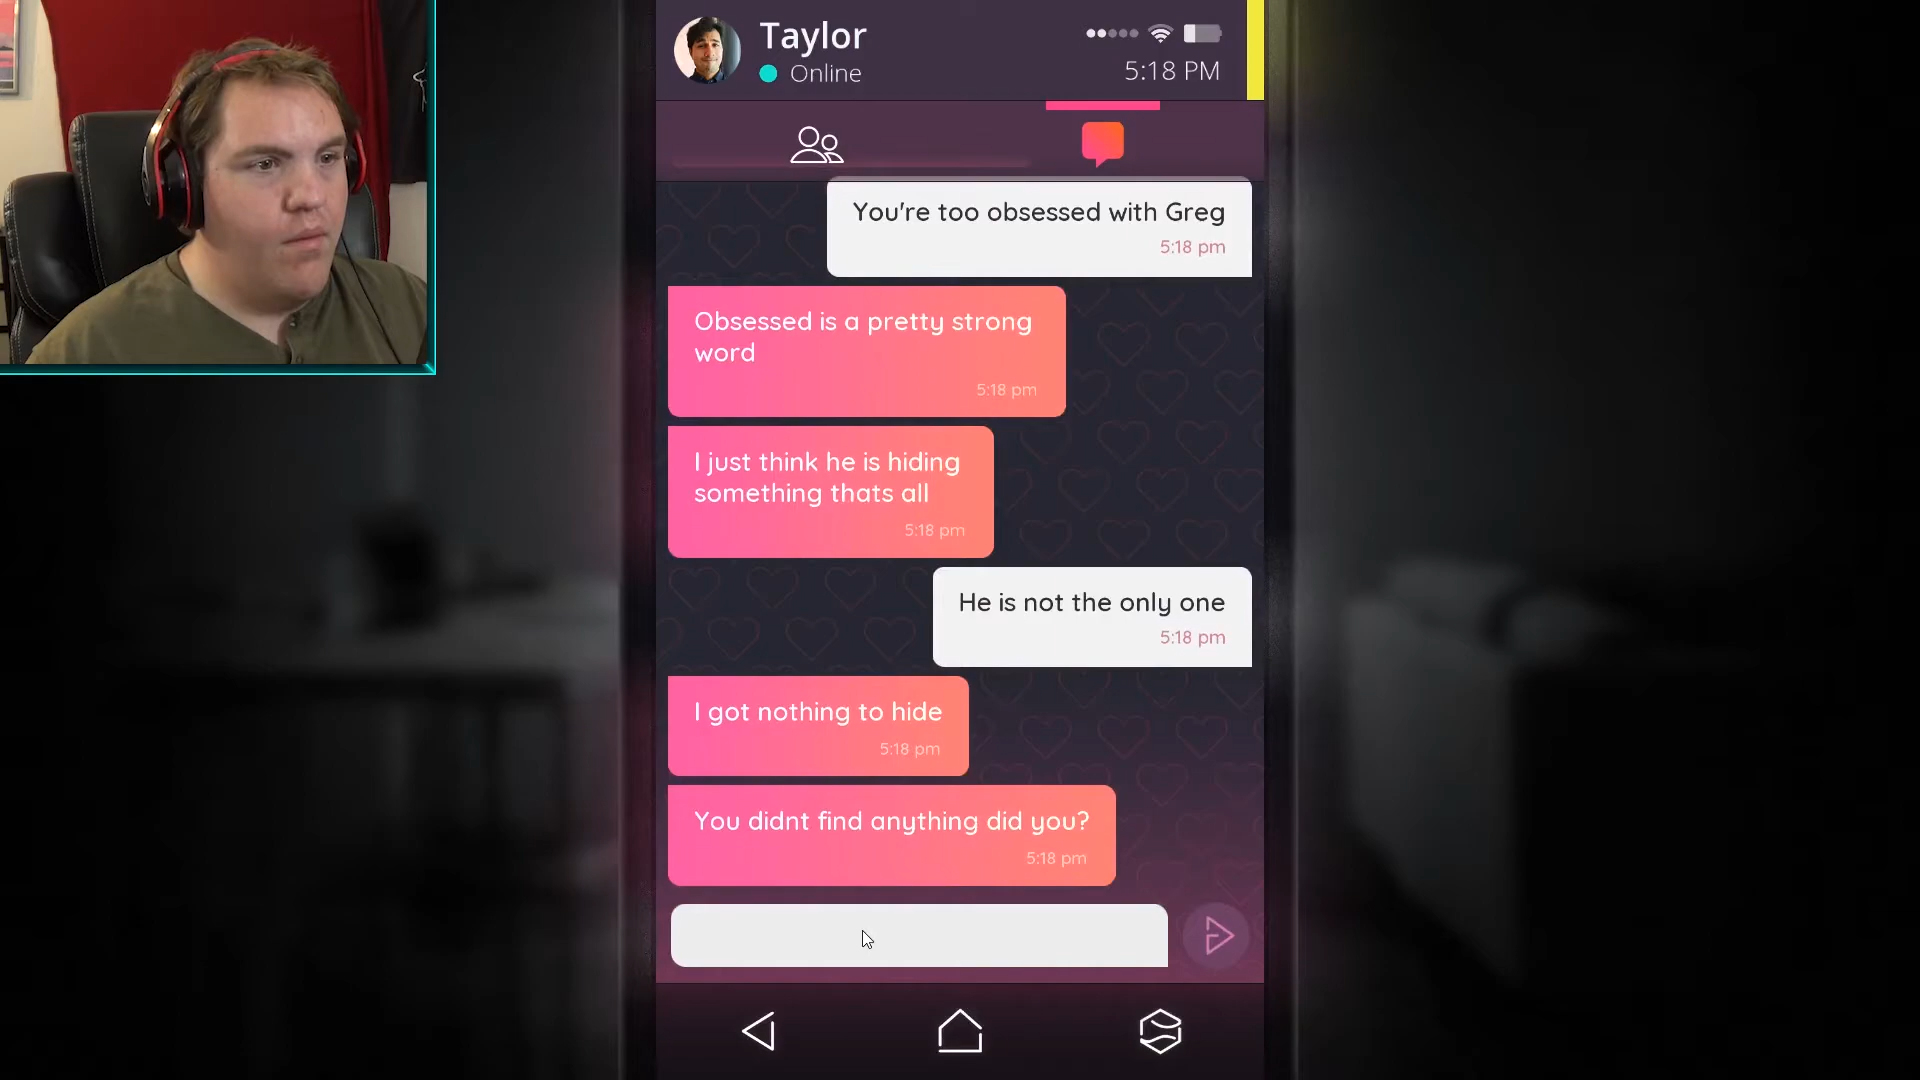 Taylor
Online
5:18 PM
You're too obsessed with Greg
5:18 pm
Obsessed is a pretty strong
word
5:18 pm
I just think he is hiding
something thats all
5:18 pm
He is not the only one
5:18 pm
I got nothing to hide
5:18 pm
You didnt find anything did you?
5:18 pm